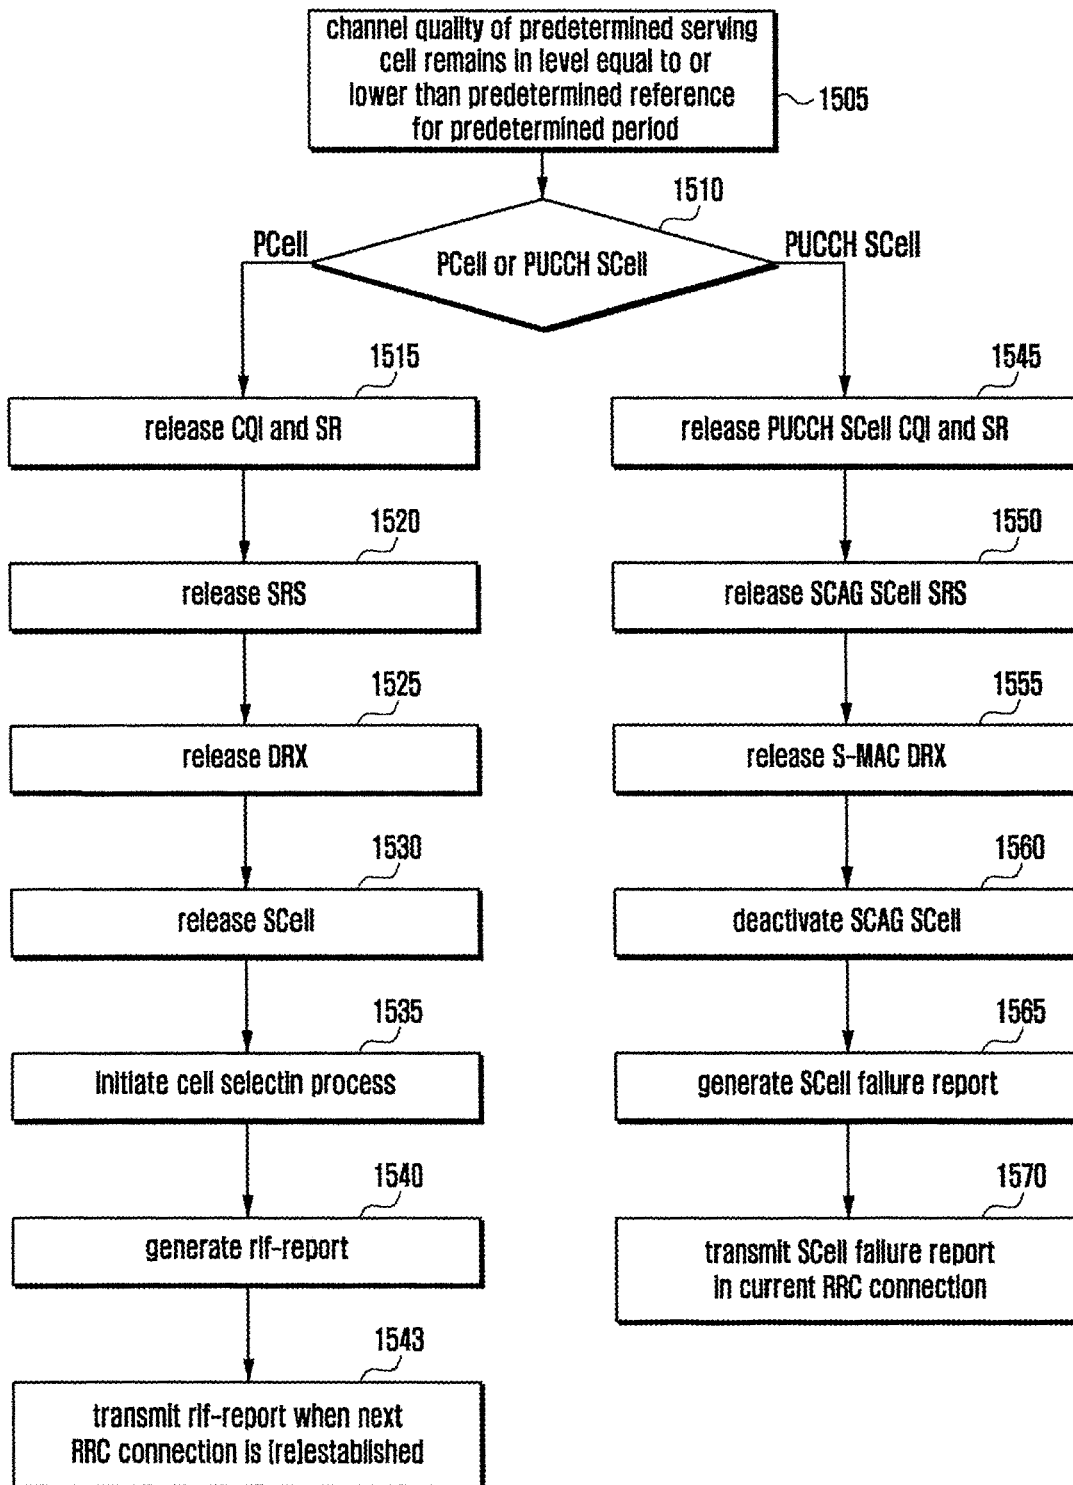 channel quality of predetermined serving
cell remains in level equal to or
lower than predetermined reference
for predetermined period
1505
1510
PCell
PCell or PUCCH SCell
PUCCH SCell
1515
release CQI and SR
1520
release SRS
1525
release DRX
1530
release SCell
1535
initiate cell selectin process
1540
generate rlf-report
1543
transmit rlf-report when next
RRC connection is [re]established
1545
release PUCCH SCell CQI and SR
1550
release SCAG SCell SRS
1555
release S-MAC DRX
1560
deactivate SCAG SCell
1565
generate SCell failure report
1570
transmit SCell failure report
in current RRC connection